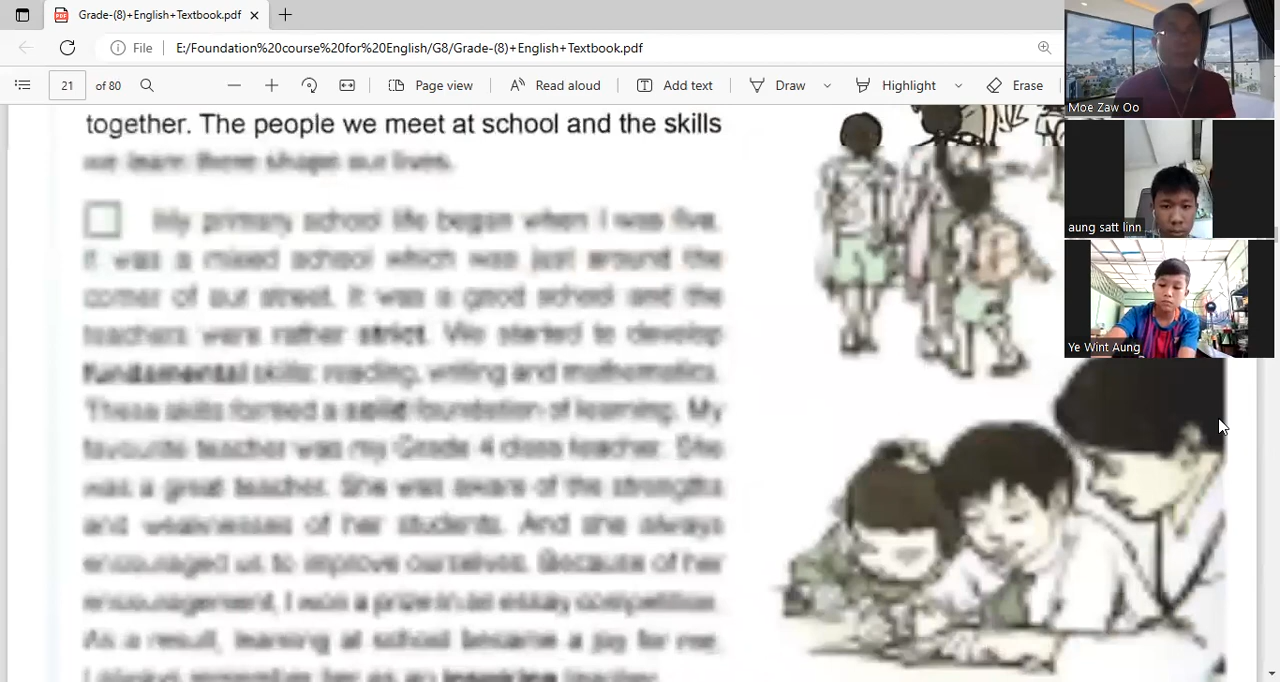 Grade-(8)+English+Textbook.pdf
File
E:/Foundation%20course%20for%20English/G8/Grade-(8)+English+Textbook.pdf
21 of 80
Page view
Read aloud
Add text
Draw
Highlight
Erase
Moe Zaw Oo
aung satt linn
Ye Wint Aung
together. The people we meet at school and the skills
we learn there shape our lives.
My primary school life began when I was five.
It was a mixed school which was just around the
corner of our street. It was a good school and the
teachers were rather strict. We started to develop
fundamental skills: reading, writing and mathematics.
These skills formed a solid foundation of learning. My
favourite teacher was my Grade 4 class teacher. She
was a great teacher. She was aware of the strengths
and weaknesses of her students. And she always
encouraged us to improve ourselves. Because of her
encouragement, I won a prize in an essay competition.
As a result, learning at school became a joy for me.
I always remember her as an inspiring teacher.